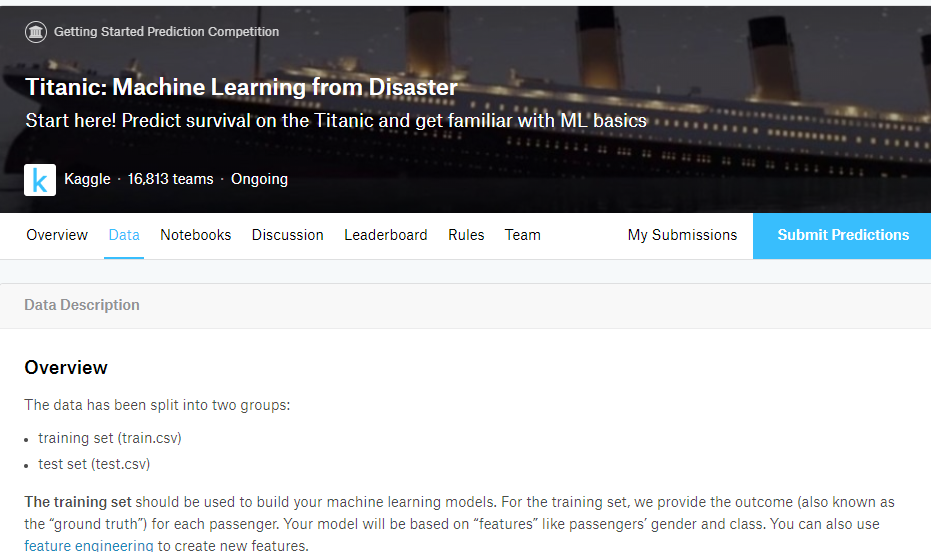 Getting Started Prediction Competition
Titanic: Machine Learning from Disaster
Start here! Predict survival on the Titanic and get familiar with ML basics
k Kaggle · 16,813 teams · Ongoing
Overview Data Notebooks Discussion Leaderboard Rules Team My Submissions Submit Predictions
Data Description
Overview
The data has been split into two groups:
• training set (train.csv)
• test set (test.csv)
The training set should be used to build your machine learning models. For the training set, we provide the outcome (also known as
the “ground truth”) for each passenger. Your model will be based on “features” like passengers’ gender and class. You can also use
feature engineering to create new features.